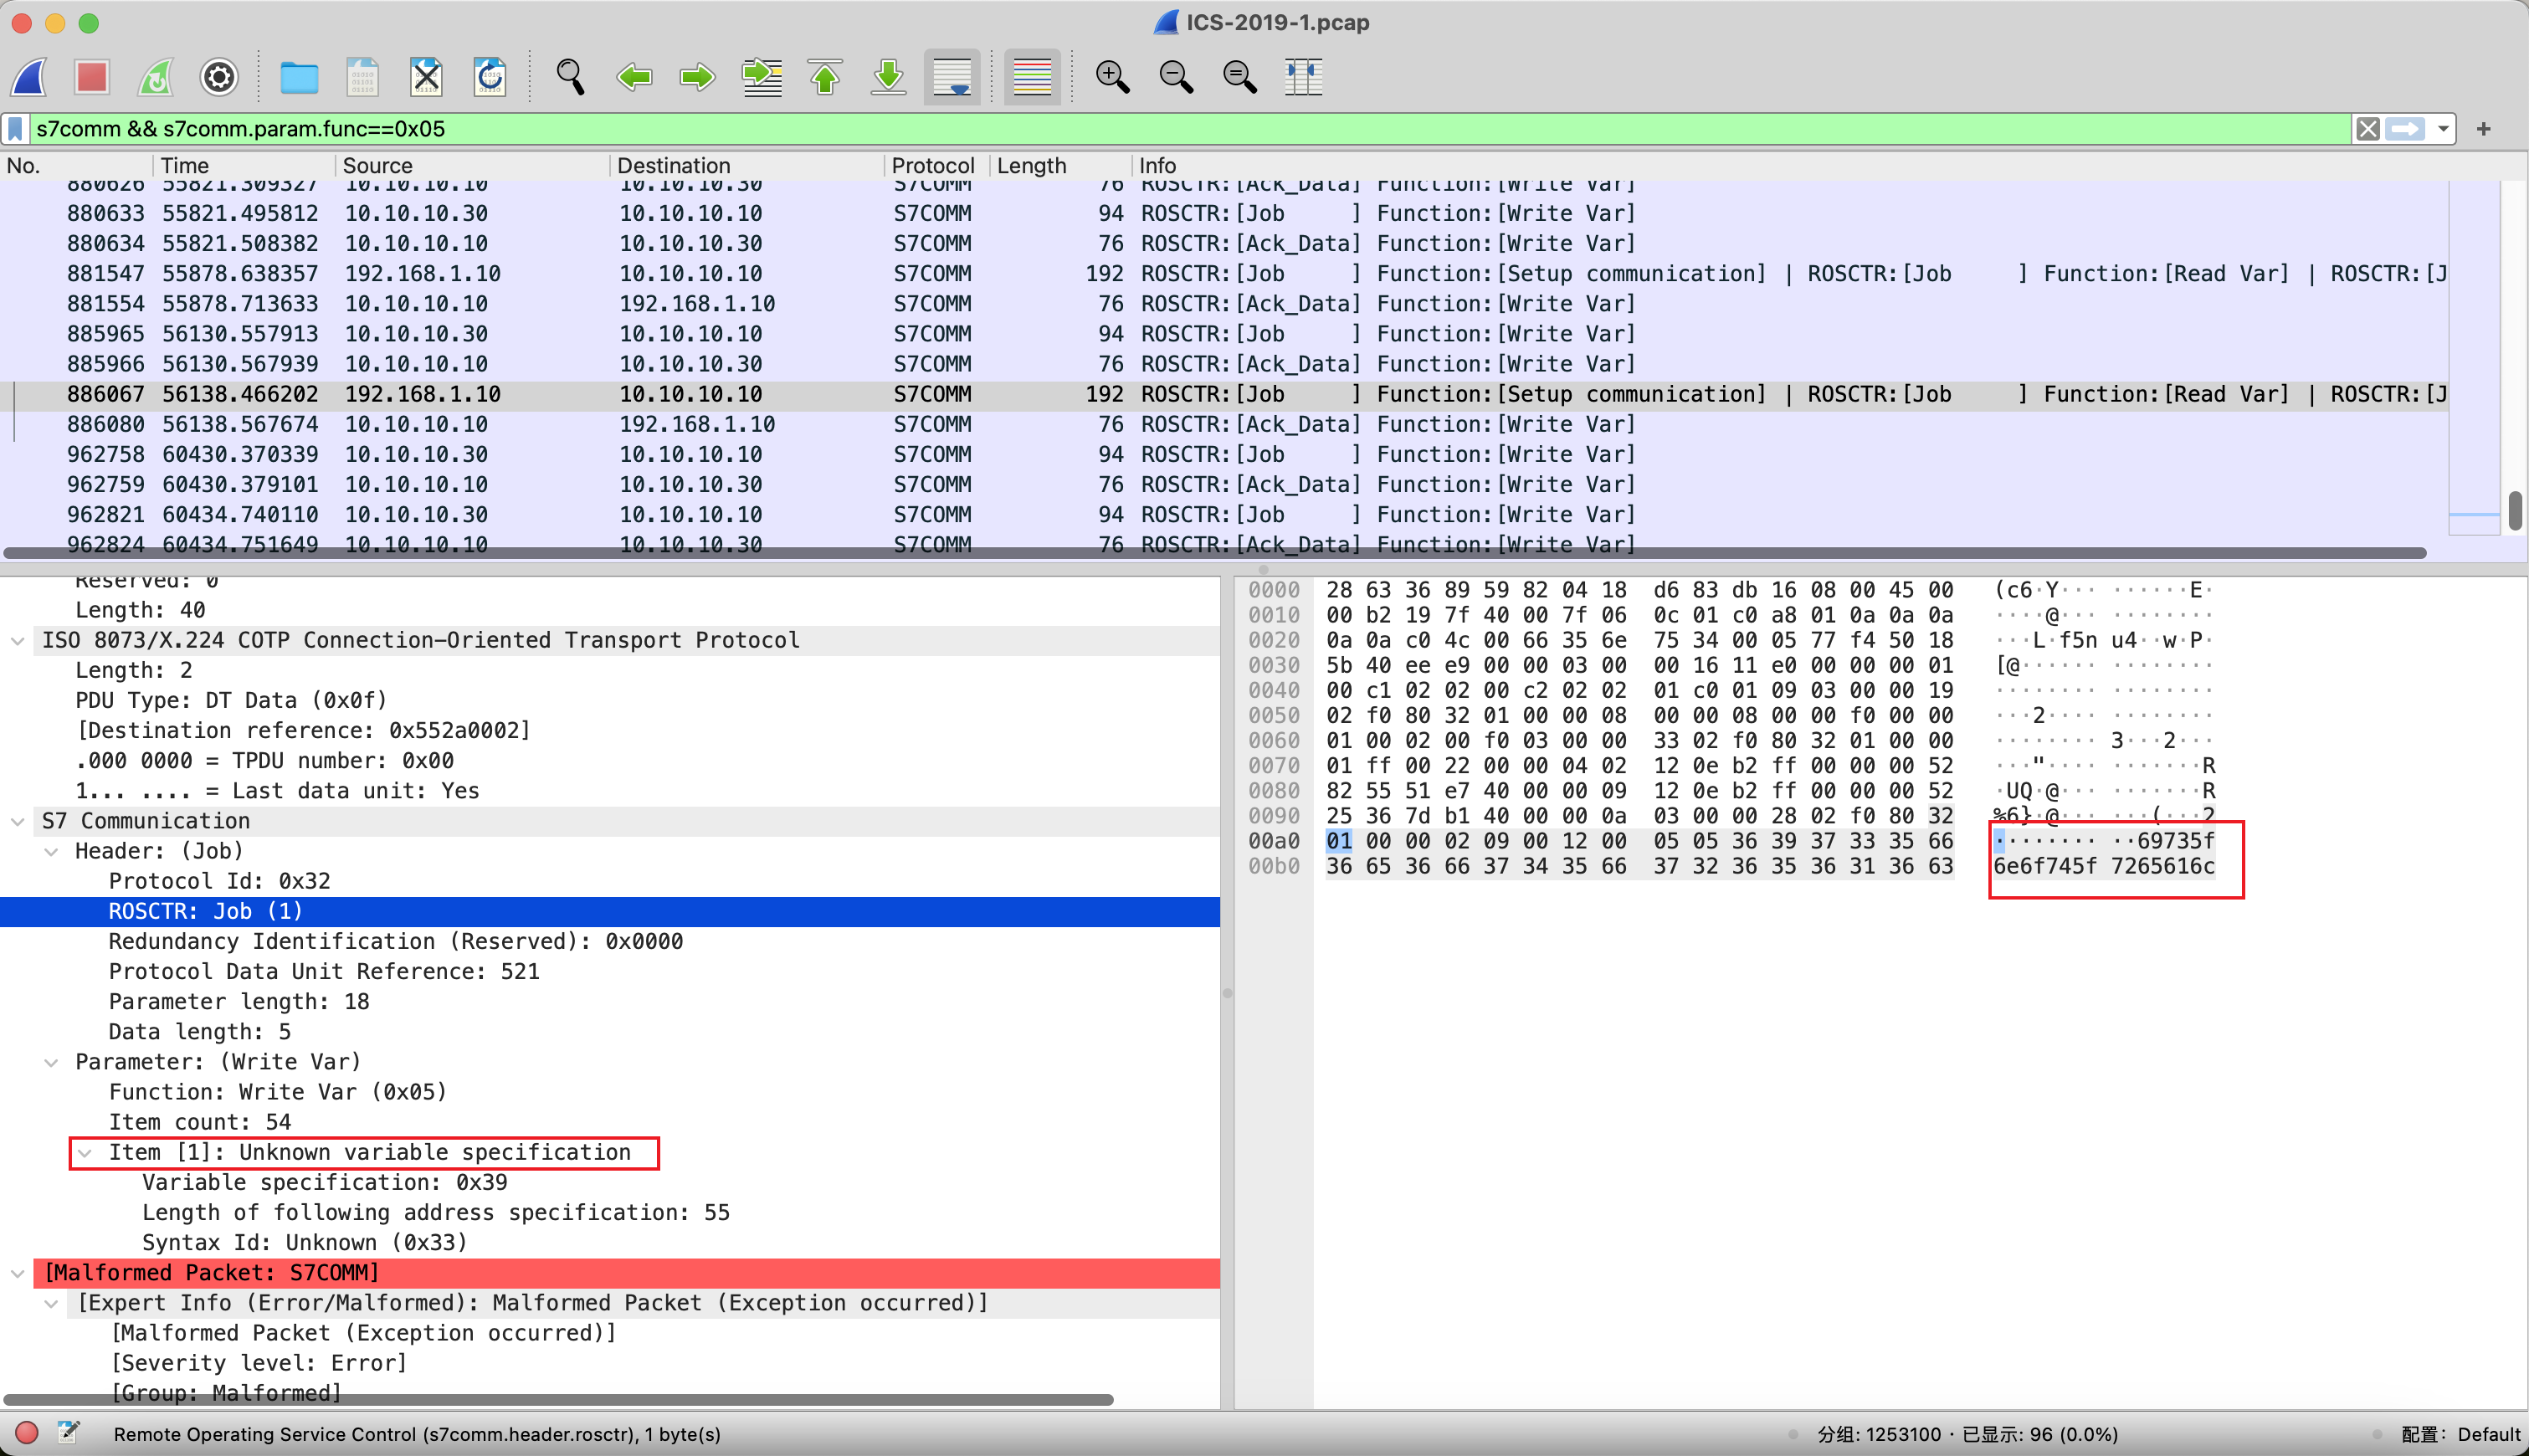 ICS-2019-1.pcap
s7comm && s7comm.param.func==0x05
No. Time Source Destination Protocol Length Info
880626 55821.309327 10.10.10.10 10.10.10.30 S7COMM 76 ROSCTR:[Ack_Data] Function:[Write Var]
880633 55821.495812 10.10.10.30 10.10.10.10 S7COMM 94 ROSCTR:[Job     ] Function:[Write Var]
880634 55821.508382 10.10.10.10 10.10.10.30 S7COMM 76 ROSCTR:[Ack_Data] Function:[Write Var]
881547 55878.638357 192.168.1.10 10.10.10.10 S7COMM 192 ROSCTR:[Job     ] Function:[Setup communication] | ROSCTR:[Job     ] Function:[Read Var] | ROSCTR:[J
881554 55878.713633 10.10.10.10 192.168.1.10 S7COMM 76 ROSCTR:[Ack_Data] Function:[Write Var]
885965 56130.557913 10.10.10.30 10.10.10.10 S7COMM 94 ROSCTR:[Job     ] Function:[Write Var]
885966 56130.567939 10.10.10.10 10.10.10.30 S7COMM 76 ROSCTR:[Ack_Data] Function:[Write Var]
886067 56138.466202 192.168.1.10 10.10.10.10 S7COMM 192 ROSCTR:[Job     ] Function:[Setup communication] | ROSCTR:[Job     ] Function:[Read Var] | ROSCTR:[J
886080 56138.567674 10.10.10.10 192.168.1.10 S7COMM 76 ROSCTR:[Ack_Data] Function:[Write Var]
962758 60430.370339 10.10.10.30 10.10.10.10 S7COMM 94 ROSCTR:[Job     ] Function:[Write Var]
962759 60430.379101 10.10.10.10 10.10.10.30 S7COMM 76 ROSCTR:[Ack_Data] Function:[Write Var]
962821 60434.740110 10.10.10.30 10.10.10.10 S7COMM 94 ROSCTR:[Job     ] Function:[Write Var]
962824 60434.751649 10.10.10.10 10.10.10.30 S7COMM 76 ROSCTR:[Ack_Data] Function:[Write Var]
Reserved: 0
Length: 40
ISO 8073/X.224 COTP Connection-Oriented Transport Protocol
Length: 2
PDU Type: DT Data (0x0f)
[Destination reference: 0x552a0002]
.000 0000 = TPDU number: 0x00
1... .... = Last data unit: Yes
S7 Communication
Header: (Job)
Protocol Id: 0x32
ROSCTR: Job (1)
Redundancy Identification (Reserved): 0x0000
Protocol Data Unit Reference: 521
Parameter length: 18
Data length: 5
Parameter: (Write Var)
Function: Write Var (0x05)
Item count: 54
Item [1]: Unknown variable specification
Variable specification: 0x39
Length of following address specification: 55
Syntax Id: Unknown (0x33)
[Malformed Packet: S7COMM]
[Expert Info (Error/Malformed): Malformed Packet (Exception occurred)]
[Malformed Packet (Exception occurred)]
[Severity level: Error]
[Group: Malformed]
0000 28 63 36 89 59 82 04 18 d6 83 db 16 08 00 45 00 (c6·Y··· ······E·
0010 00 b2 19 7f 40 00 7f 06 0c 01 c0 a8 01 0a 0a 0a ····@··· ········
0020 0a 0a c0 4c 00 66 35 6e 75 34 00 05 77 f4 50 18 ···L·f5n u4··w·P·
0030 5b 40 ee e9 00 00 03 00 00 16 11 e0 00 00 00 01 [@······ ········
0040 00 c1 02 02 00 c2 02 02 01 c0 01 09 03 00 00 19 ········ ········
0050 02 f0 80 32 01 00 00 08 00 00 08 00 00 f0 00 00 ···2···· ········
0060 01 00 02 00 f0 03 00 00 33 02 f0 80 32 01 00 00 ········ 3···2···
0070 01 ff 00 22 00 00 04 02 12 0e b2 ff 00 00 00 52 ···"···· ·······R
0080 82 55 51 e7 40 00 00 09 12 0e b2 ff 00 00 00 52 ·UQ·@··· ·······R
0090 25 36 7d b1 40 00 00 0a 03 00 00 28 02 f0 80 32 %6}·@··· ···(···2
00a0 01 00 00 02 09 00 12 00 05 05 36 39 37 33 35 66 ········ ··69735f
00b0 36 65 36 66 37 34 35 66 37 32 36 35 36 31 36 63 6e6f745f 7265616c
Remote Operating Service Control (s7comm.header.rosctr), 1 byte(s)
分组: 1253100 · 已显示: 96 (0.0%)
配置: Default